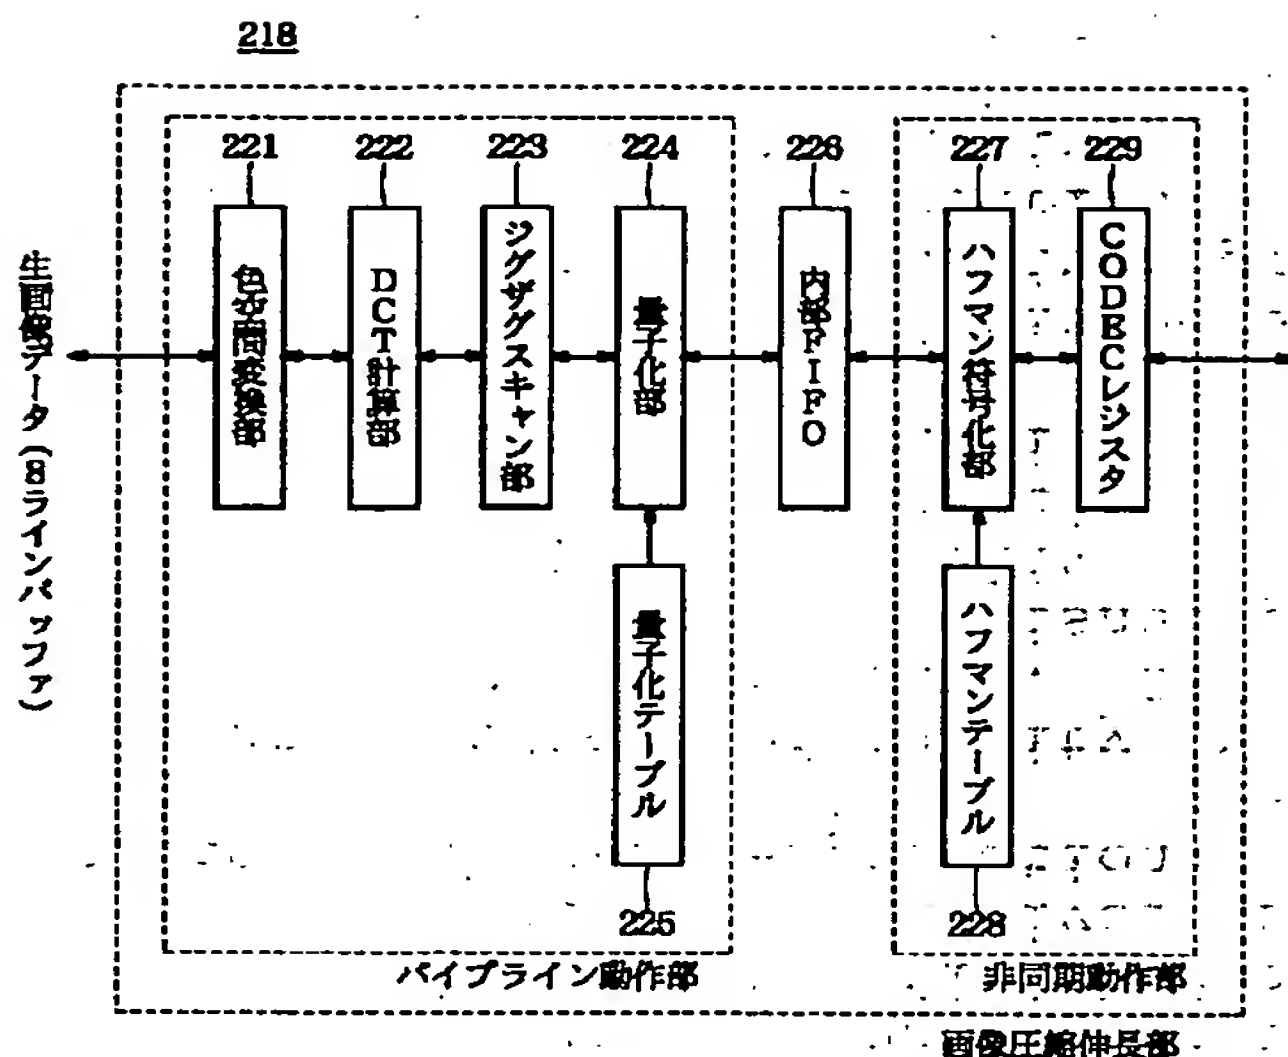 218
221
222
223
224
226
227
229
生画像データ(8ラインバッファ)
色空間変換部
DCT計算部
ジグザグスキャン部
量子化部
内部FIFO
ハフマン符号化部
CODECレジスタ
量子化テーブル
ハフマンテーブル
225
228
パイプライン動作部
非同期動作部
画像圧縮伸長部